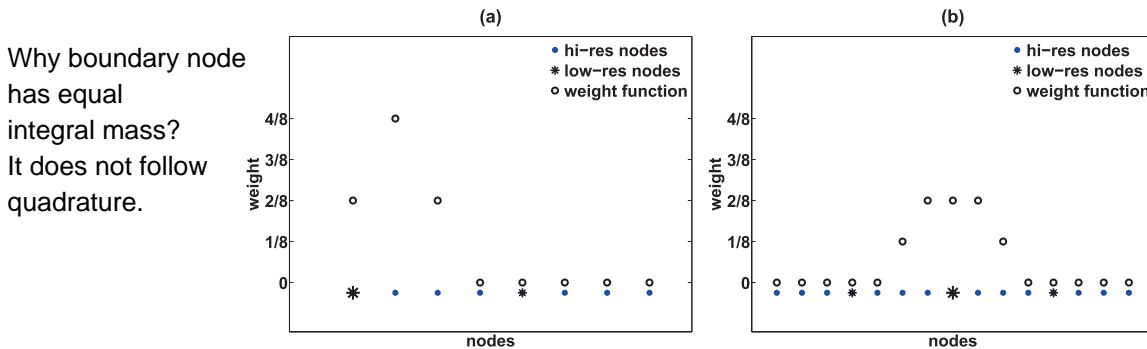 Why boundary node
has equal
integral mass?
It does not follow
quadrature.
(a)
hi-res nodes
low-res nodes
weight function
4/8
3/8
2/8
1/8
0
weight
nodes
(b)
hi-res nodes
low-res nodes
weight function
4/8
3/8
2/8
1/8
0
weight
nodes